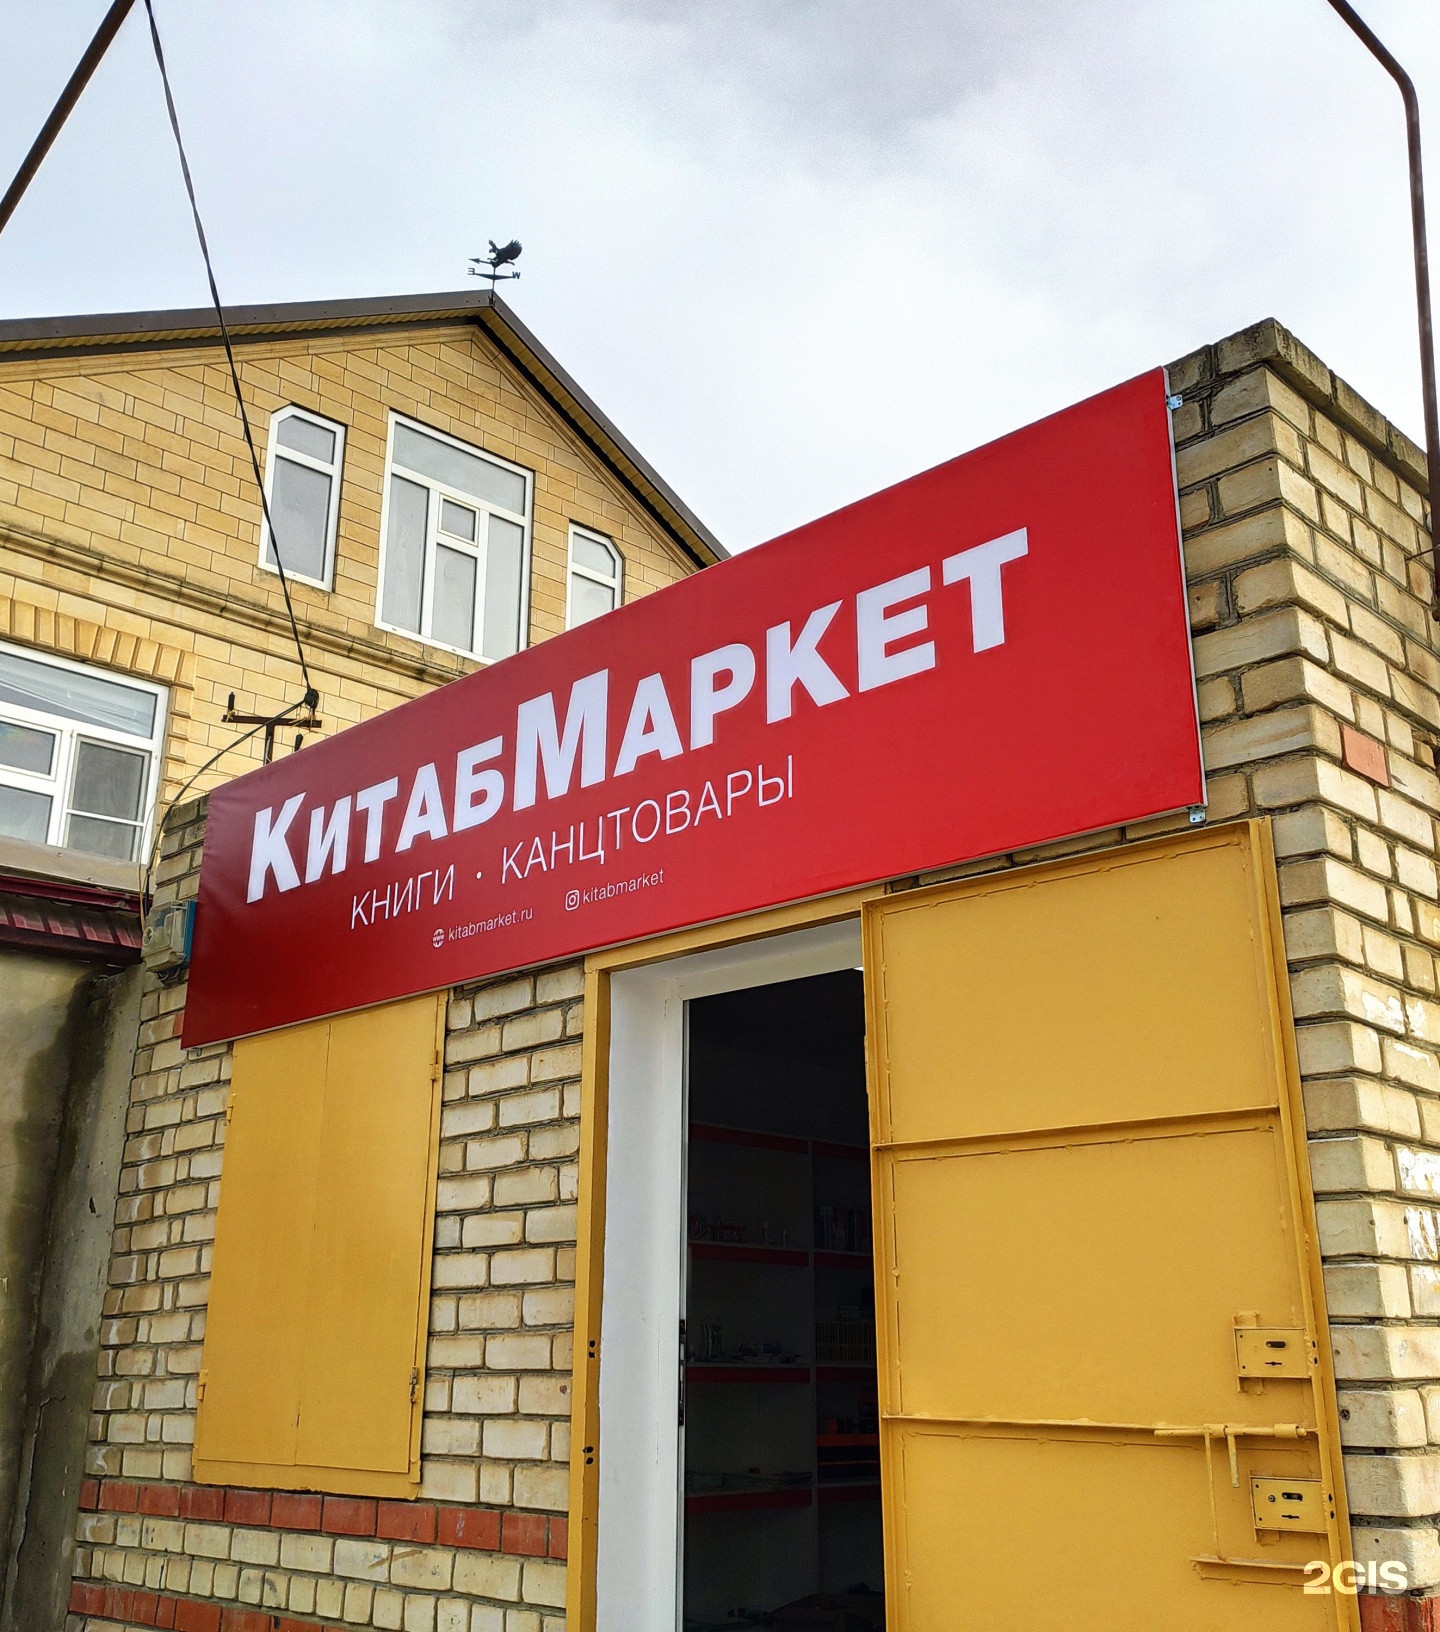 КИТАБМАРКЕТ
КНИГИ · КАНЦТОВАРЫ
kitabmarket.ru kitabmarket
2GIS